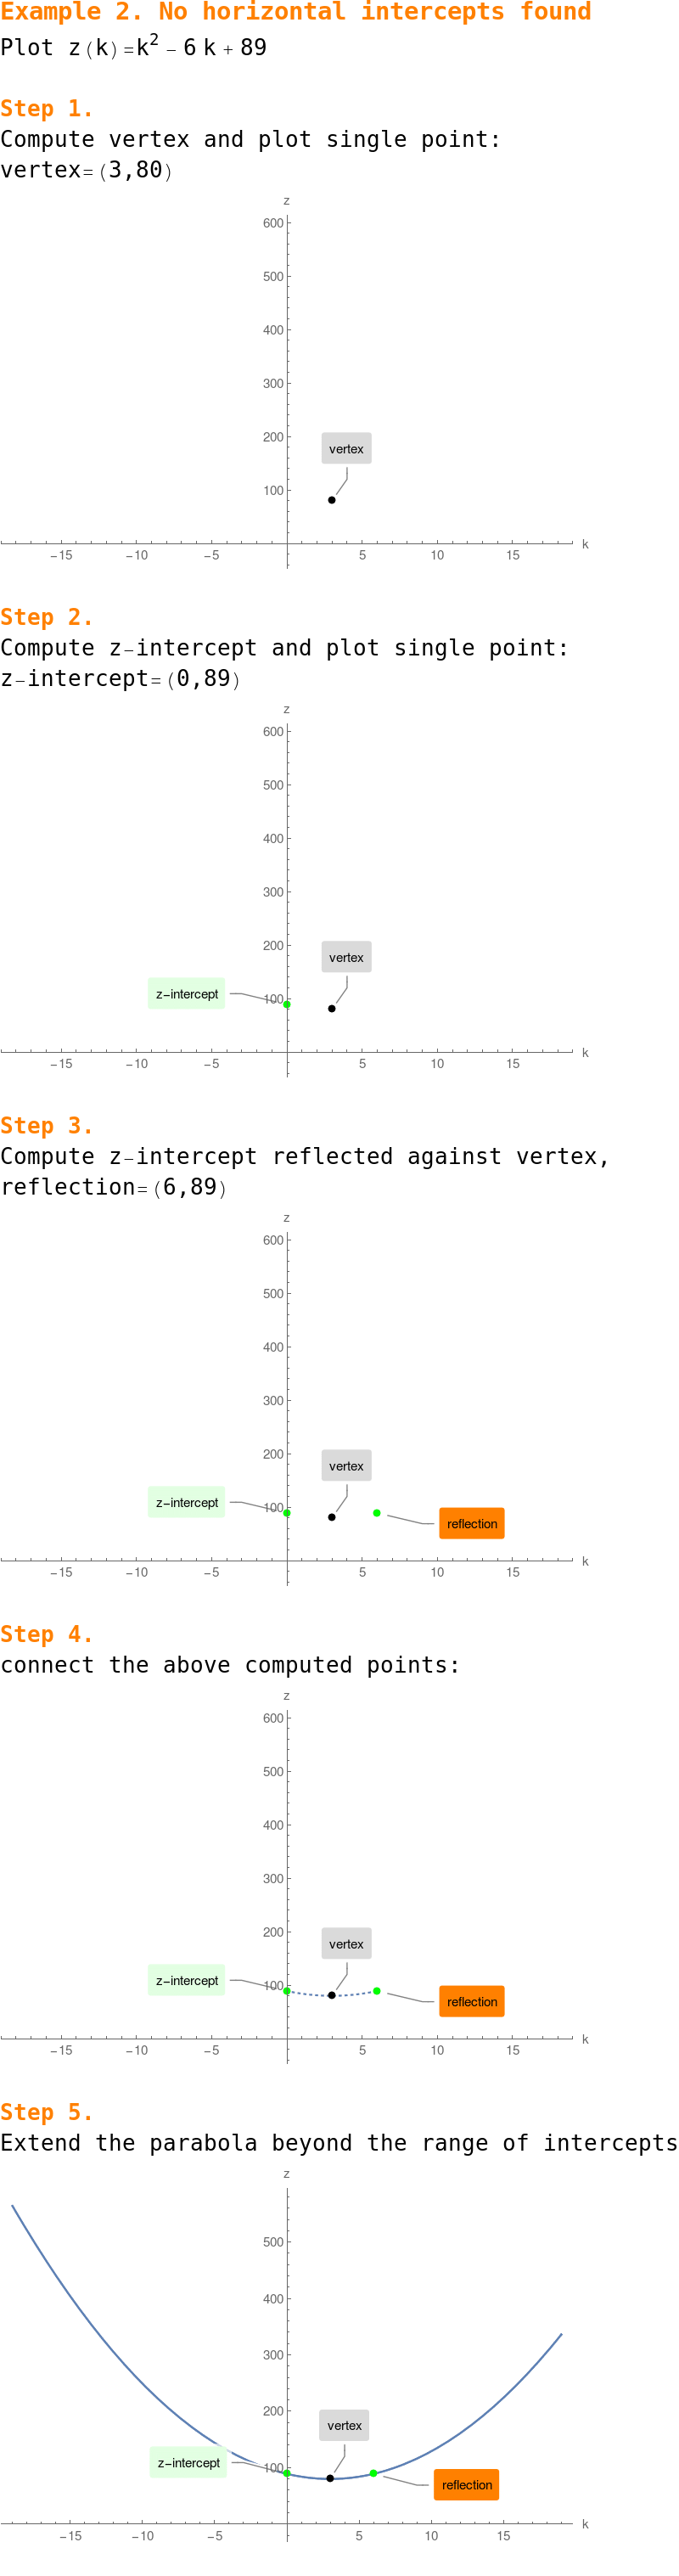 Example 2. No horizontal intercepts found
Plot z(k)=k² − 6 k + 89
Step 1.
Compute vertex and plot single point:
vertex=(3,80)
z
600
500
400
300
200
vertex
100
−15 −10 −5 5 10 15 k
Step 2.
Compute z−intercept and plot single point:
z−intercept=(0,89)
z
600
500
400
300
200
vertex
z−intercept 100
−15 −10 −5 5 10 15 k
Step 3.
Compute z−intercept reflected against vertex,
reflection=(6,89)
z
600
500
400
300
200
vertex
z−intercept 100
reflection
−15 −10 −5 5 10 15 k
Step 4.
connect the above computed points:
z
600
500
400
300
200
vertex
z−intercept 100
reflection
−15 −10 −5 5 10 15 k
Step 5.
Extend the parabola beyond the range of intercepts
z
500
400
300
200
vertex
z−intercept 100
reflection
−15 −10 −5 5 10 15 k